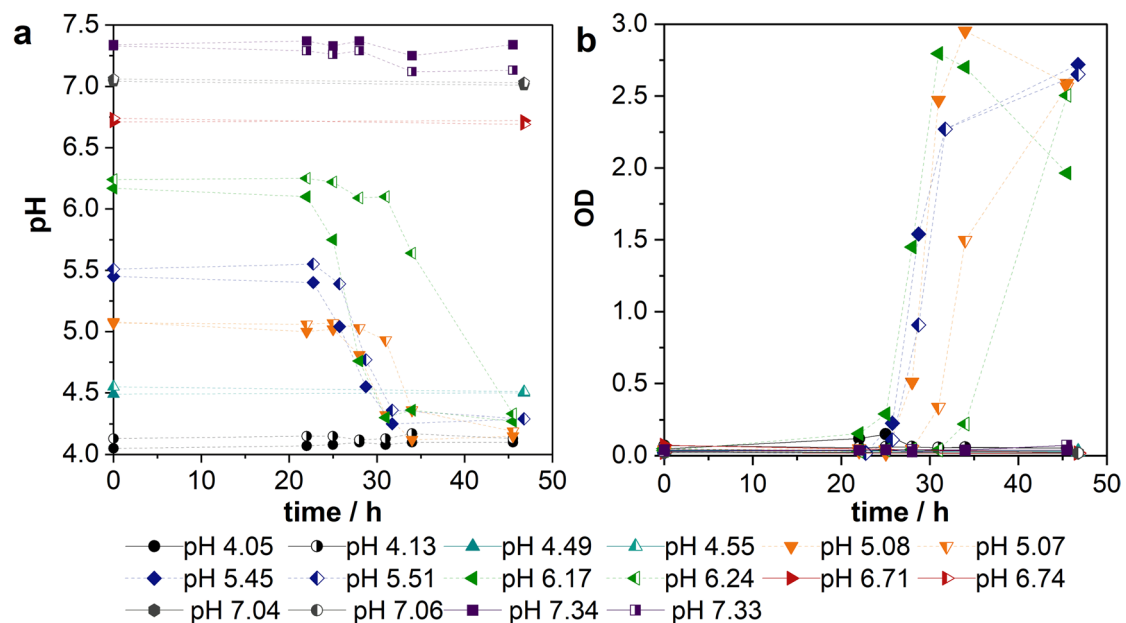 a
b
7.5
7.0
6.5
6.0
5.5
5.0
4.5
4.0
pH
0 10 20 30 40 50
time / h
3.0
2.5
2.0
1.5
1.0
0.5
0.0
OD
0 10 20 30 40 50
time / h
pH 4.05 pH 4.13 pH 4.49 pH 4.55 pH 5.08 pH 5.07
pH 5.45 pH 5.51 pH 6.17 pH 6.24 pH 6.71 pH 6.74
pH 7.04 pH 7.06 pH 7.34 pH 7.33